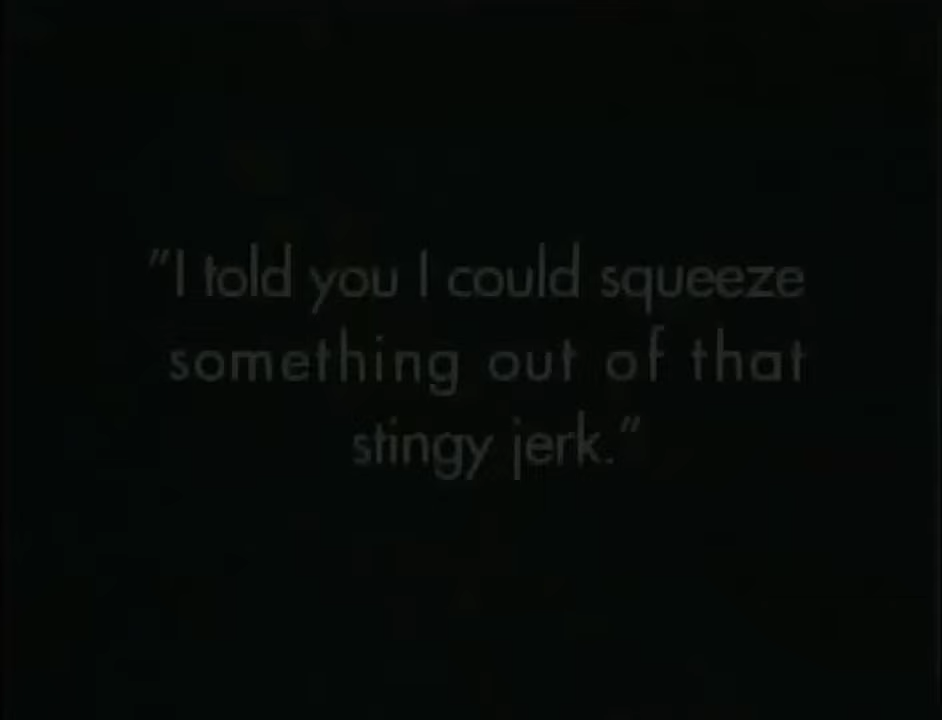 "I told you I could squeeze
something out of that
stingy jerk."